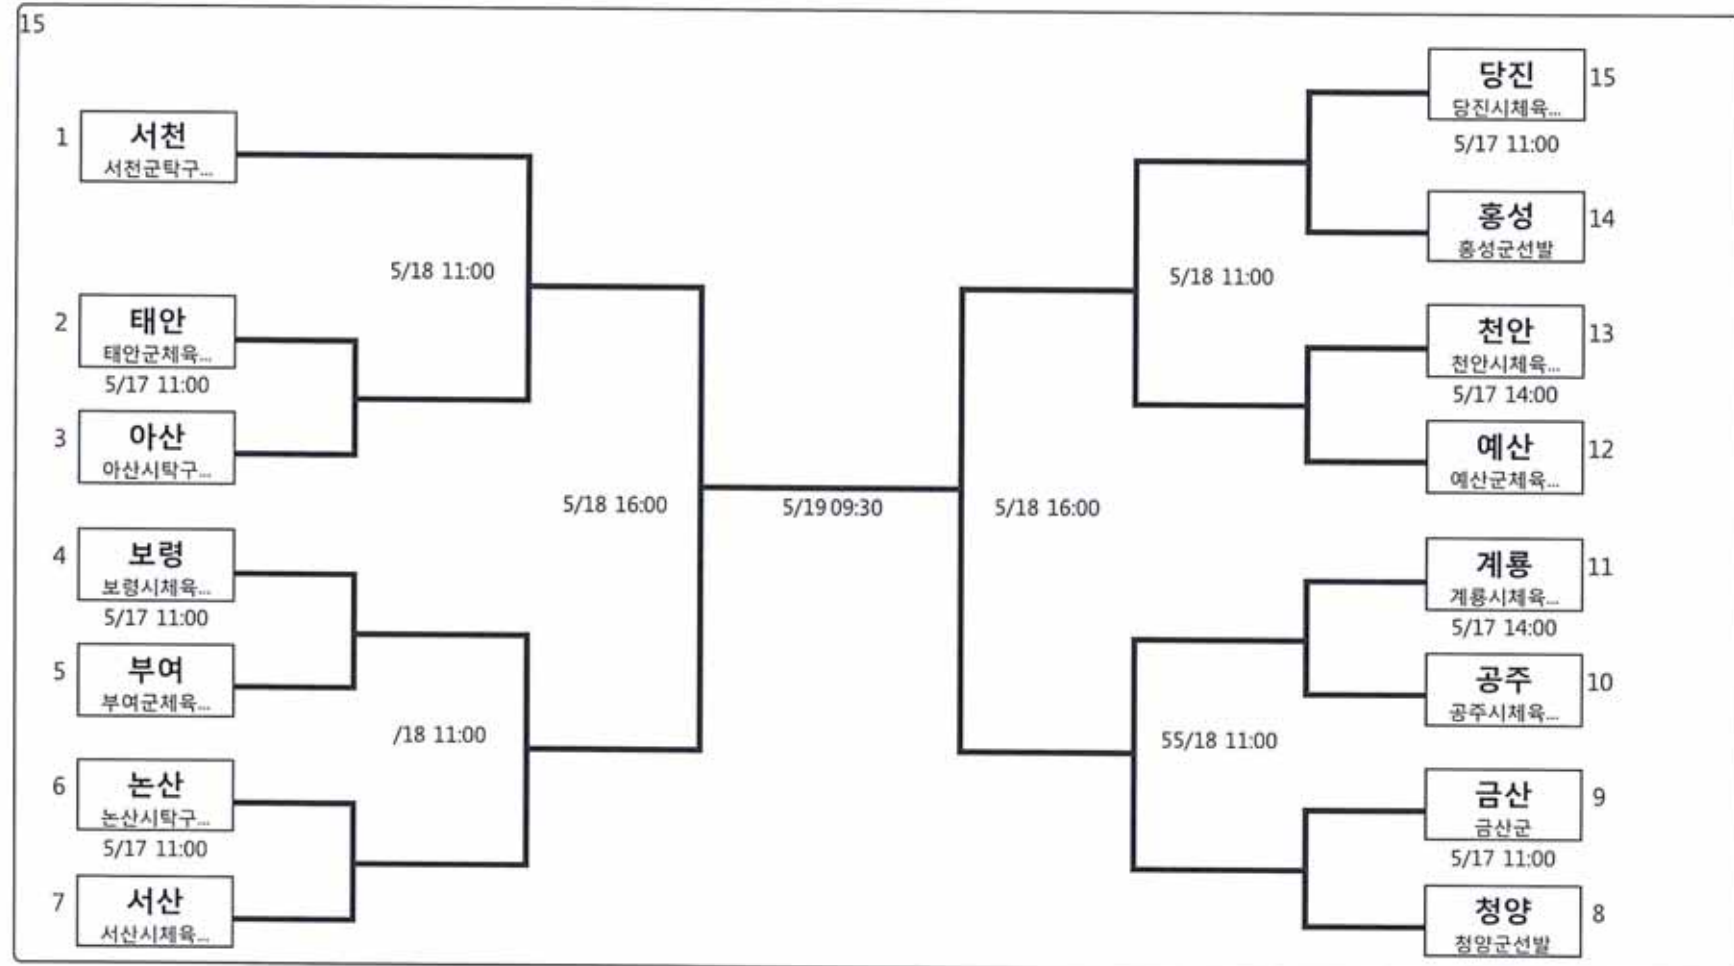 15
1
서천
서천군탁구...
5/18 11:00
2
태안
태안군체육...
5/17 11:00
3
아산
아산시탁구...
5/18 16:00
4
보령
보령시체육...
5/17 11:00
5
부여
부여군체육...
/18 11:00
6
논산
논산시탁구...
5/17 11:00
7
서산
서산시체육...
5/19 09:30
당진
15
당진시체육...
5/17 11:00
홍성
14
홍성군선발
5/18 11:00
천안
13
천안시체육...
5/17 14:00
예산
12
예산군체육...
5/18 16:00
계룡
11
계룡시체육...
5/17 14:00
공주
10
공주시체육...
55/18 11:00
금산
9
금산군
5/17 11:00
청양
8
청양군선발